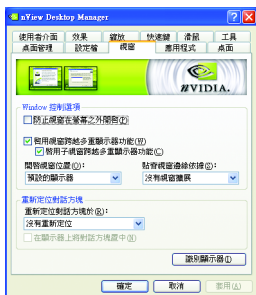 nView Desktop Manager
使用者介面 效果 縮放 快速鍵 滑鼠 工具
桌面管理 設定檔 視窗 應用程式 桌面
nVIDIA.
Window 控制選項
防止視窗在螢幕之外開啟(P)
啟用視窗跨越多重顯示器功能(W)
啟用子視窗跨越多重顯示器功能(C)
開啟視窗位置(O): 黏齊視窗邊緣依據(S):
預設的顯示器 沒有視窗擴展
重新定位對話方塊
重新定位對話方塊於(R):
沒有重新定位
在顯示器上將對話方塊置中(N)
識別顯示器(I)
確定 取消 套用(A)